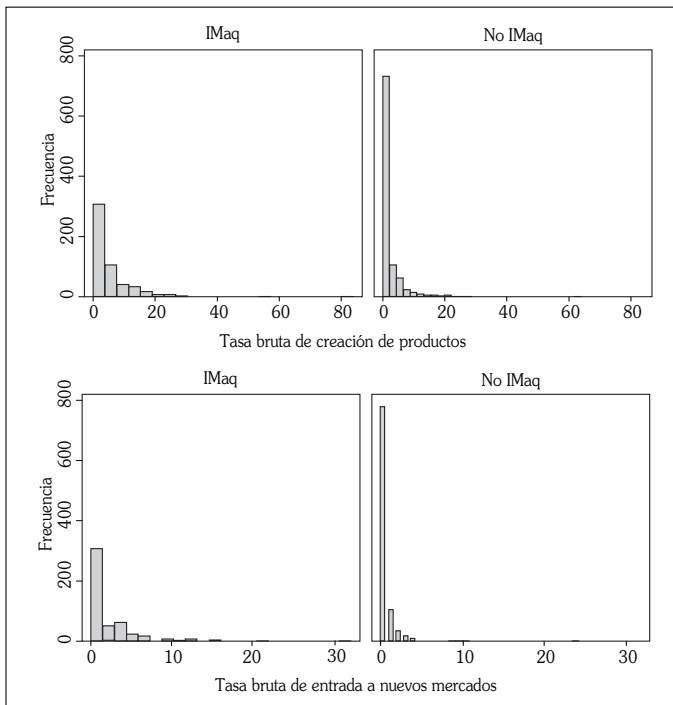 IMaq No IMaq
Frecuencia
800
600
400
200
0
0 20 40 60 80 0 20 40 60 80
Tasa bruta de creación de productos
IMaq No IMaq
Frecuencia
800
600
400
200
0
0 10 20 30 0 10 20 30
Tasa bruta de entrada a nuevos mercados